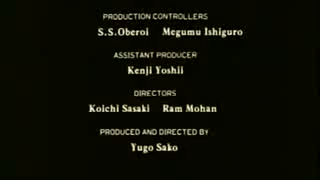 PRODUCTION CONTROLLERS
S.S.Oberoi Megumu Ishiguro
ASSISTANT PRODUCER
Kenji Yoshii
DIRECTORS
Koichi Sasaki Ram Mohan
PRODUCED AND DIRECTED BY
Yugo Sako